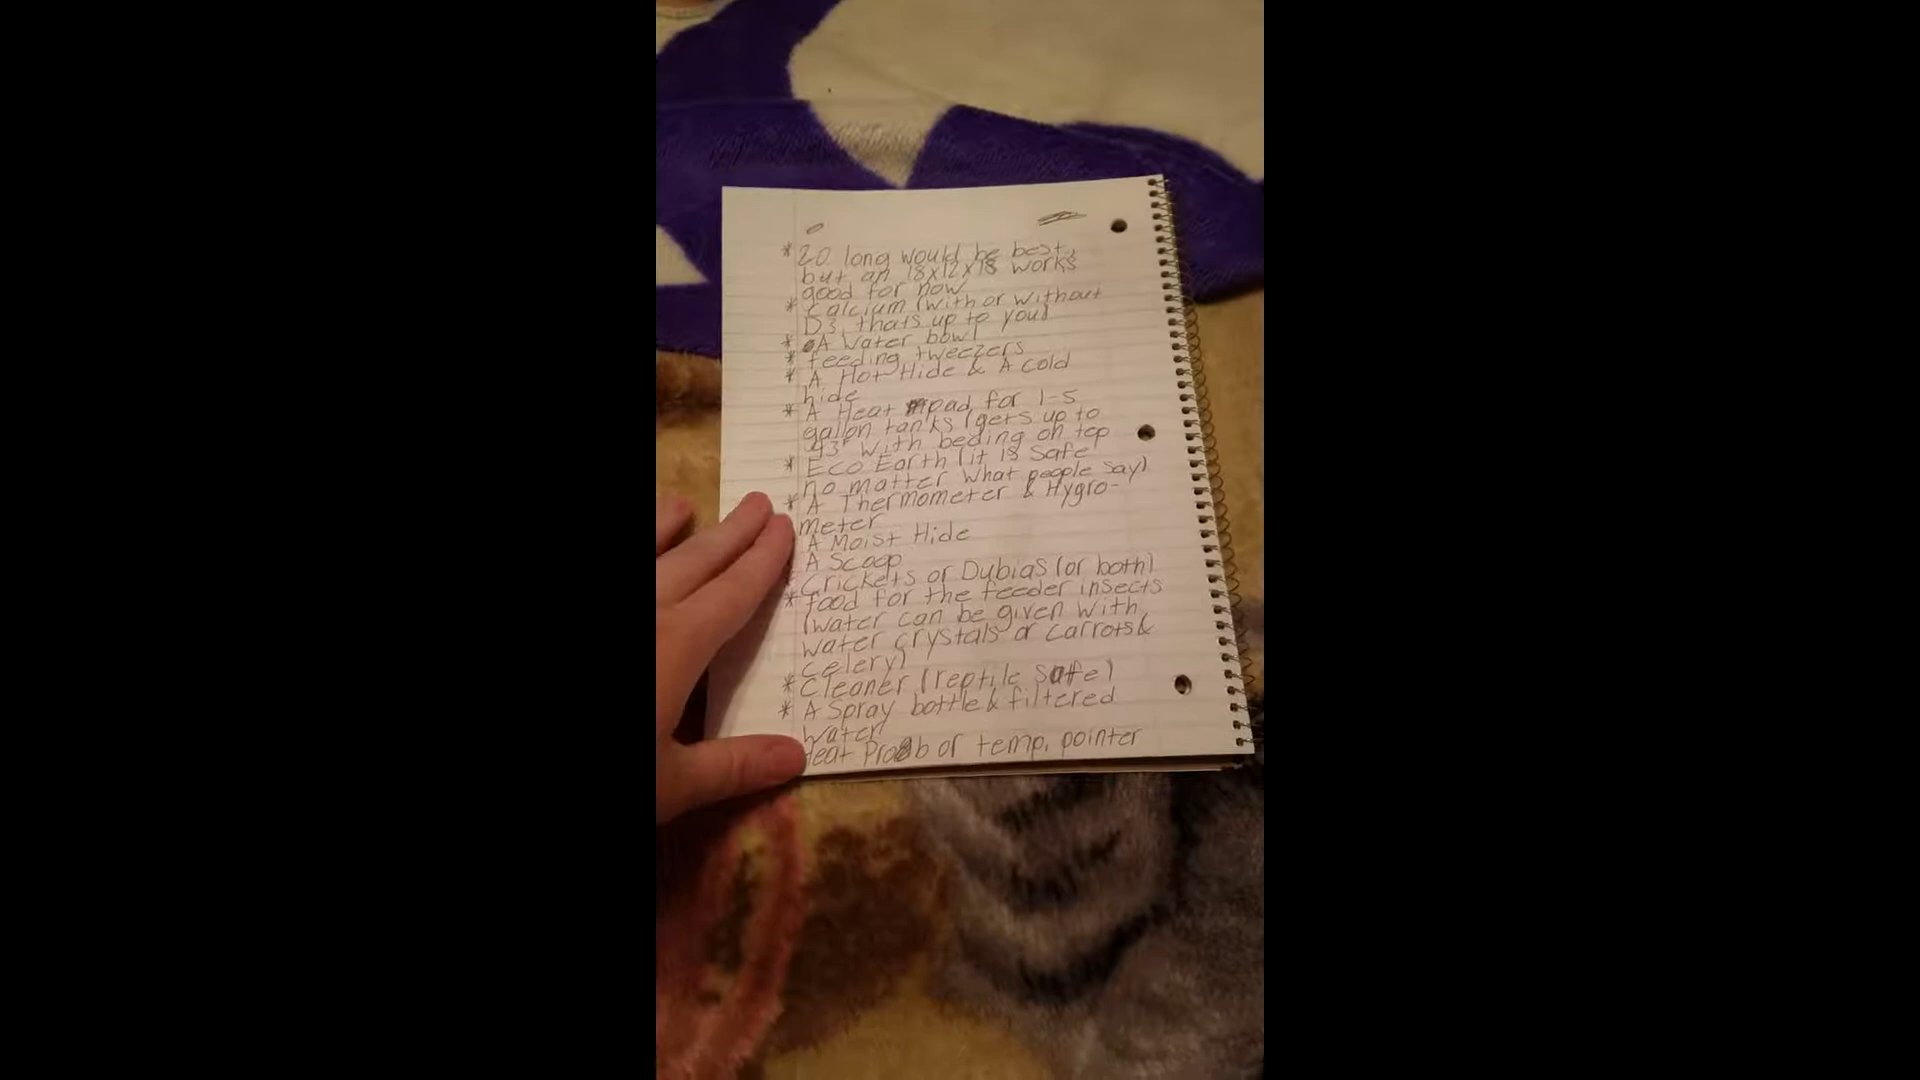 * 20 long would be best,
but an 18x12x18 works
good for now
* Calcium (with or without
D3, thats up to you)
* A water bowl
* feeding tweezers
* A Hot Hide & A cold
hide
* A Heat pad for 1-5
gallon tanks (gets up to
93° With beding on top
* Eco Earth (it is safe
no matter what people say)
* A Thermometer & Hygro-
meter
A Moist Hide
A Scoop
* Crickets or Dubias (or both)
* food for the feeder insects
(water can be given with
water crystals or carrots &
celery)
* Cleaner (reptile safe)
* A Spray bottle & filtered
water
Heat Prob or temp. pointer